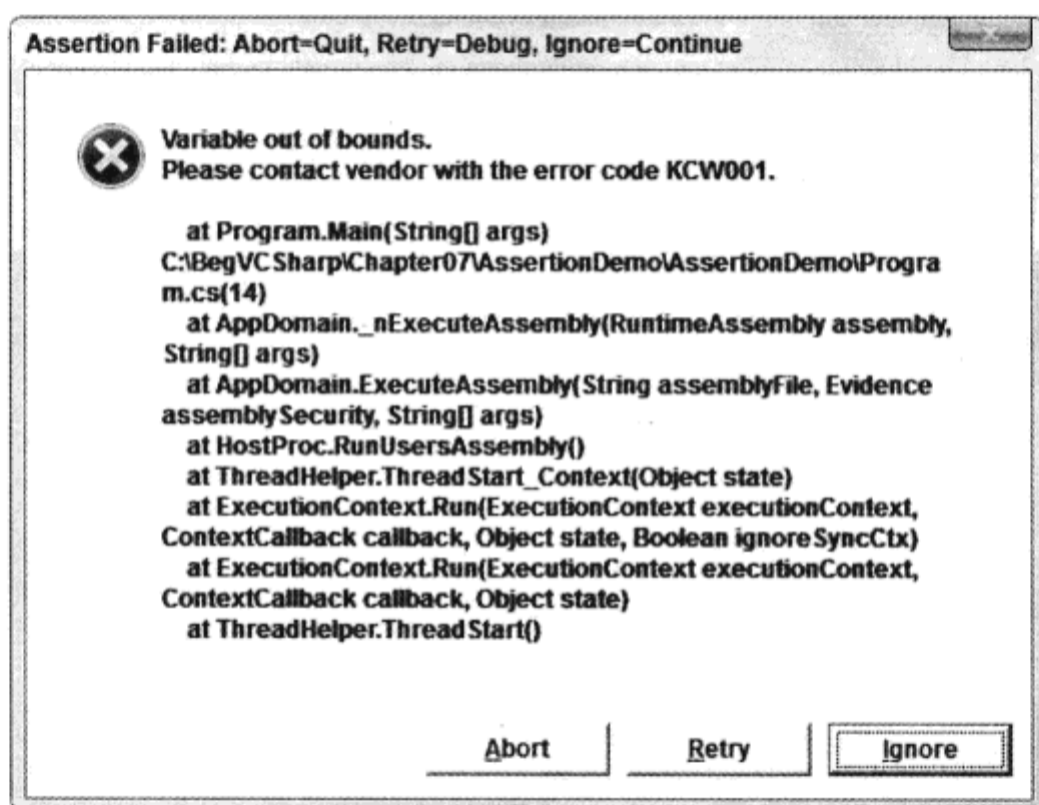 Assertion Failed: Abort=Quit, Retry=Debug, Ignore=Continue
Variable out of bounds.
Please contact vendor with the error code KCW001.
at Program.Main(String[] args)
C:\BegVCSharp\Chapter07\AssertionDemo\AssertionDemo\Progra
m.cs(14)
at AppDomain._nExecuteAssembly(RuntimeAssembly assembly,
String[] args)
at AppDomain.ExecuteAssembly(String assemblyFile, Evidence
assemblySecurity, String[] args)
at HostProc.RunUsersAssembly()
at ThreadHelper.ThreadStart_Context(Object state)
at ExecutionContext.Run(ExecutionContext executionContext,
ContextCallback callback, Object state, Boolean ignoreSyncCtx)
at ExecutionContext.Run(ExecutionContext executionContext,
ContextCallback callback, Object state)
at ThreadHelper.ThreadStart()
Abort Retry Ignore